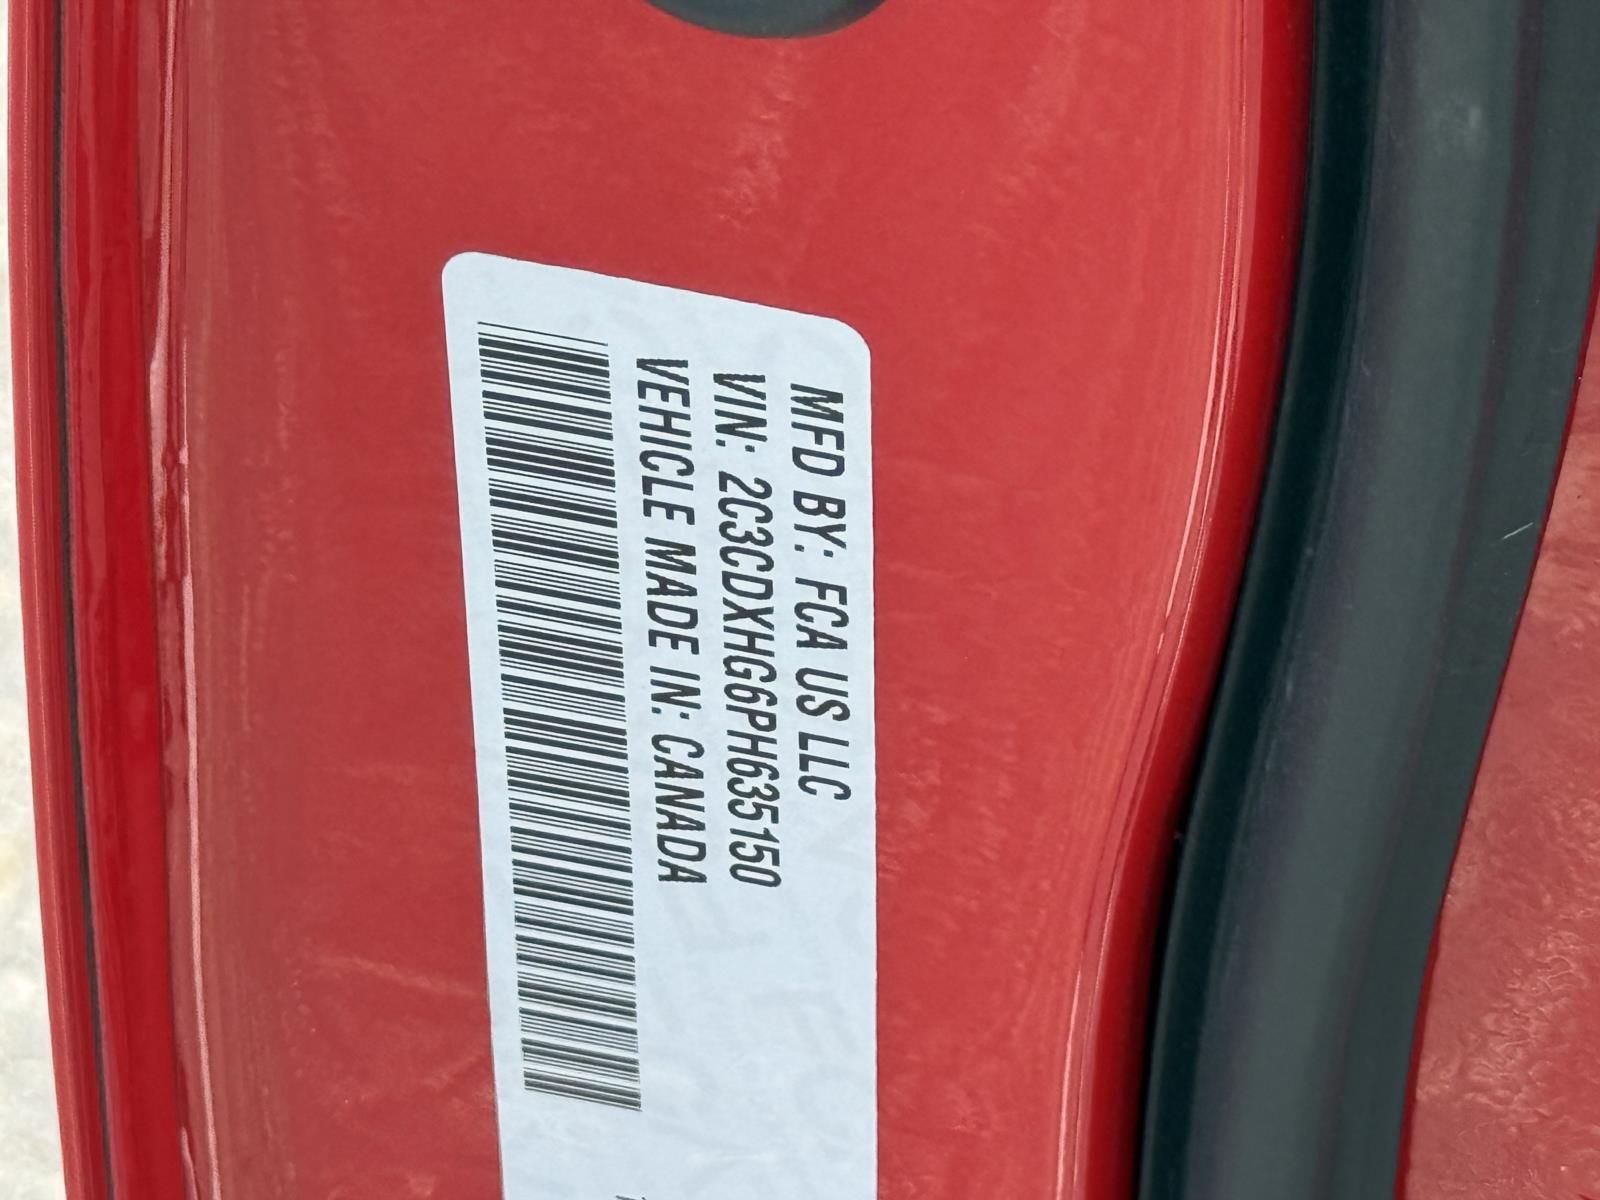 MFD BY: FCA US LLC
VIN: 2C3CDXHG6PH635150
VEHICLE MADE IN: CANADA